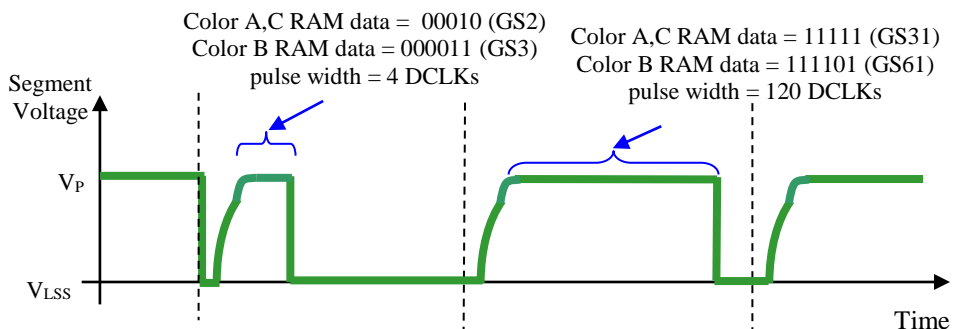 Color A,C RAM data = 00010 (GS2)
Color B RAM data = 000011 (GS3)
pulse width = 4 DCLKs
Color A,C RAM data = 11111 (GS31)
Color B RAM data = 111101 (GS61)
pulse width = 120 DCLKs
Segment
Voltage
VP
VLSS
Time